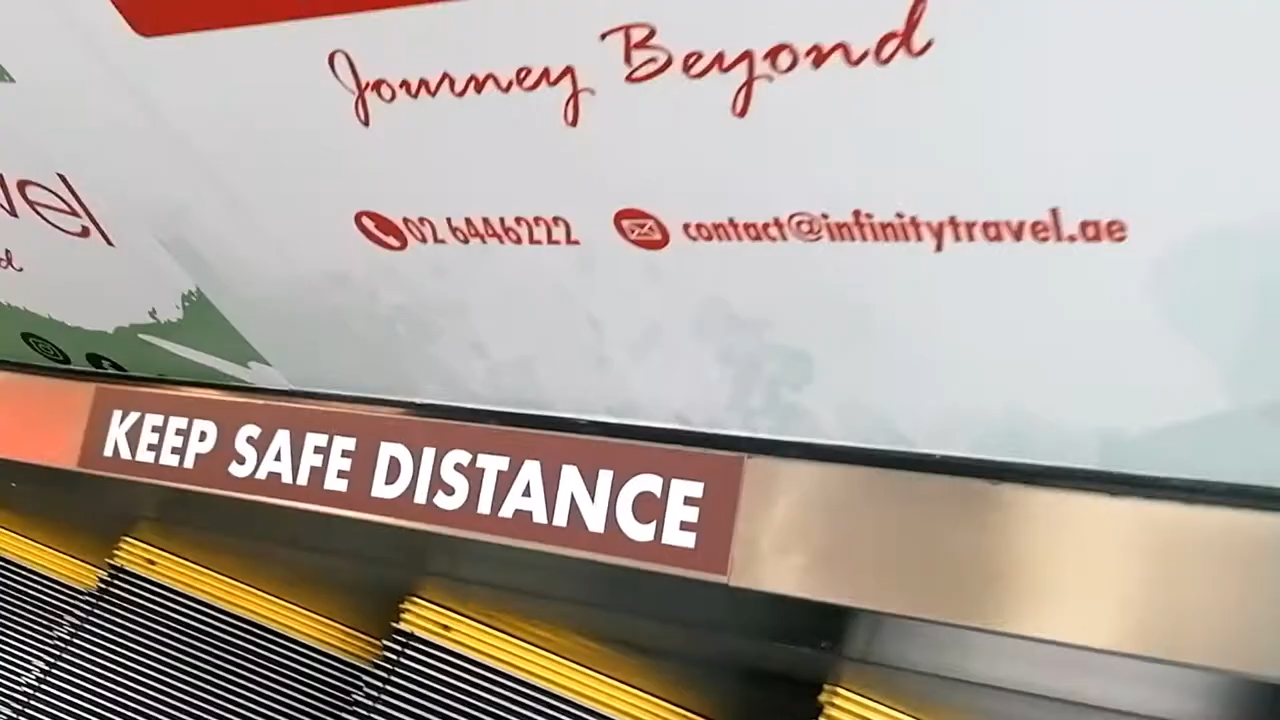 Journey Beyond
vel
d
02 6446222
contact@infinitytravel.ae
KEEP SAFE DISTANCE